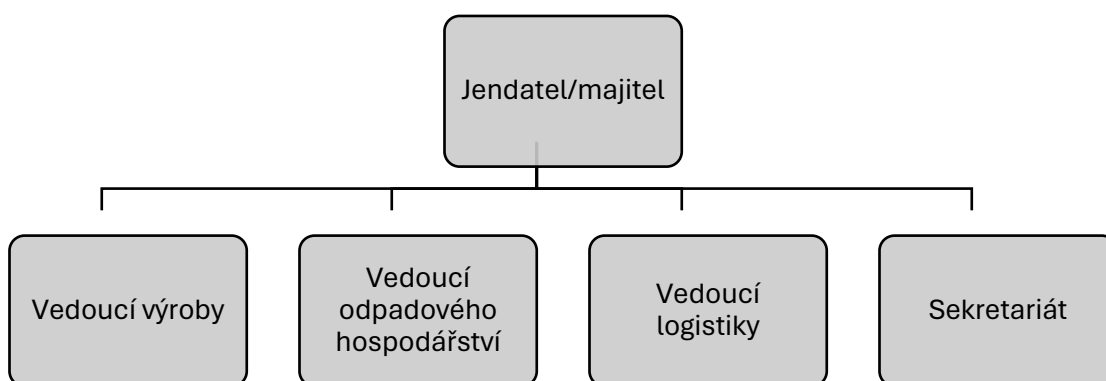 Jendatel/majitel
Vedoucí výroby
Vedoucí
odpadového
hospodářství
Vedoucí
logistiky
Sekretariát